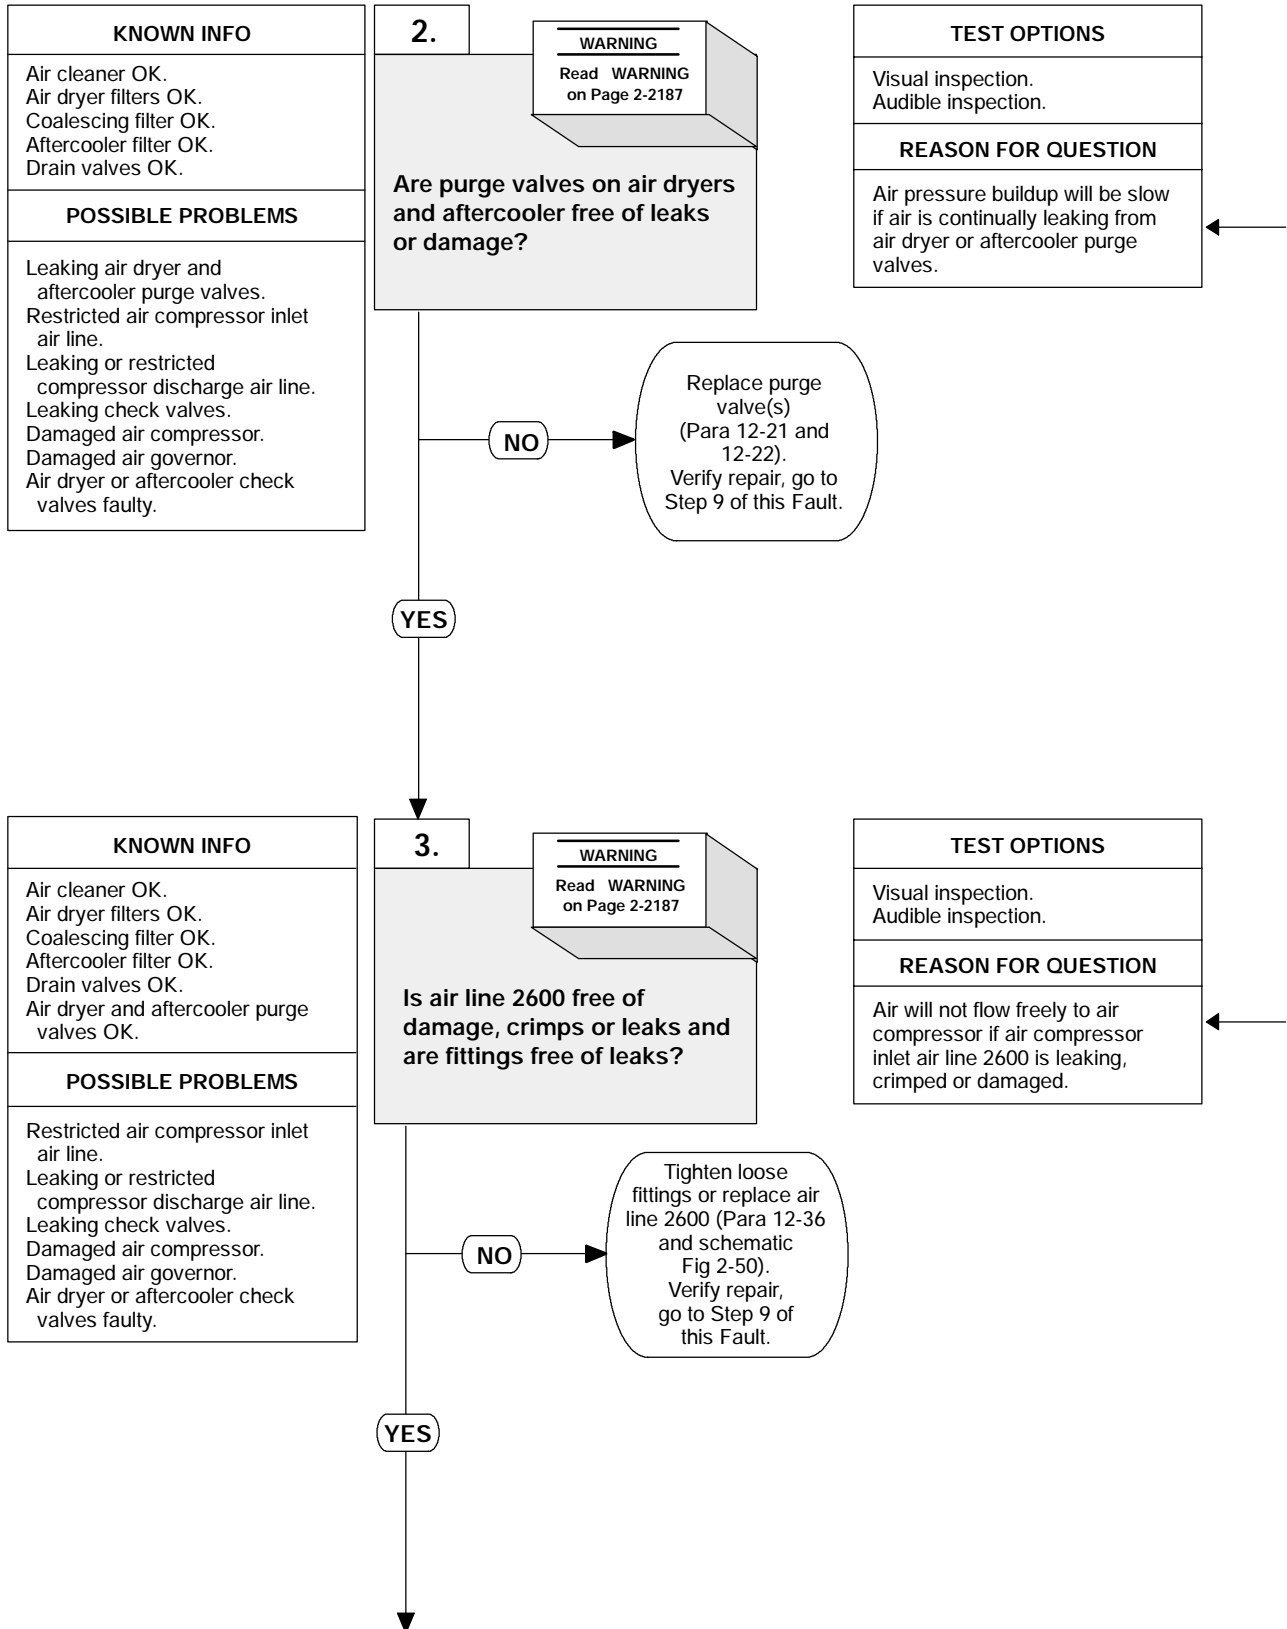 KNOWN INFO
Air cleaner OK.
Air dryer filters OK.
Coalescing filter OK.
Aftercooler filter OK.
Drain valves OK.
POSSIBLE PROBLEMS
Leaking air dryer and
aftercooler purge valves.
Restricted air compressor inlet
air line.
Leaking or restricted
compressor discharge air line.
Leaking check valves.
Damaged air compressor.
Damaged air governor.
Air dryer or aftercooler check
valves faulty.
2.
WARNING
Read WARNING
on Page 2-2187
Are purge valves on air dryers
and aftercooler free of leaks
or damage?
TEST OPTIONS
Visual inspection.
Audible inspection.
REASON FOR QUESTION
Air pressure buildup will be slow
if air is continually leaking from
air dryer or aftercooler purge
valves.
NO
Replace purge
valve(s)
(Para 12-21 and
12-22).
Verify repair, go to
Step 9 of this Fault.
YES
KNOWN INFO
Air cleaner OK.
Air dryer filters OK.
Coalescing filter OK.
Aftercooler filter OK.
Drain valves OK.
Air dryer and aftercooler purge
valves OK.
POSSIBLE PROBLEMS
Restricted air compressor inlet
air line.
Leaking or restricted
compressor discharge air line.
Leaking check valves.
Damaged air compressor.
Damaged air governor.
Air dryer or aftercooler check
valves faulty.
3.
WARNING
Read WARNING
on Page 2-2187
Is air line 2600 free of
damage, crimps or leaks and
are fittings free of leaks?
TEST OPTIONS
Visual inspection.
Audible inspection.
REASON FOR QUESTION
Air will not flow freely to air
compressor if air compressor
inlet air line 2600 is leaking,
crimped or damaged.
NO
Tighten loose
fittings or replace air
line 2600 (Para 12-36
and schematic
Fig 2-50).
Verify repair,
go to Step 9 of
this Fault.
YES